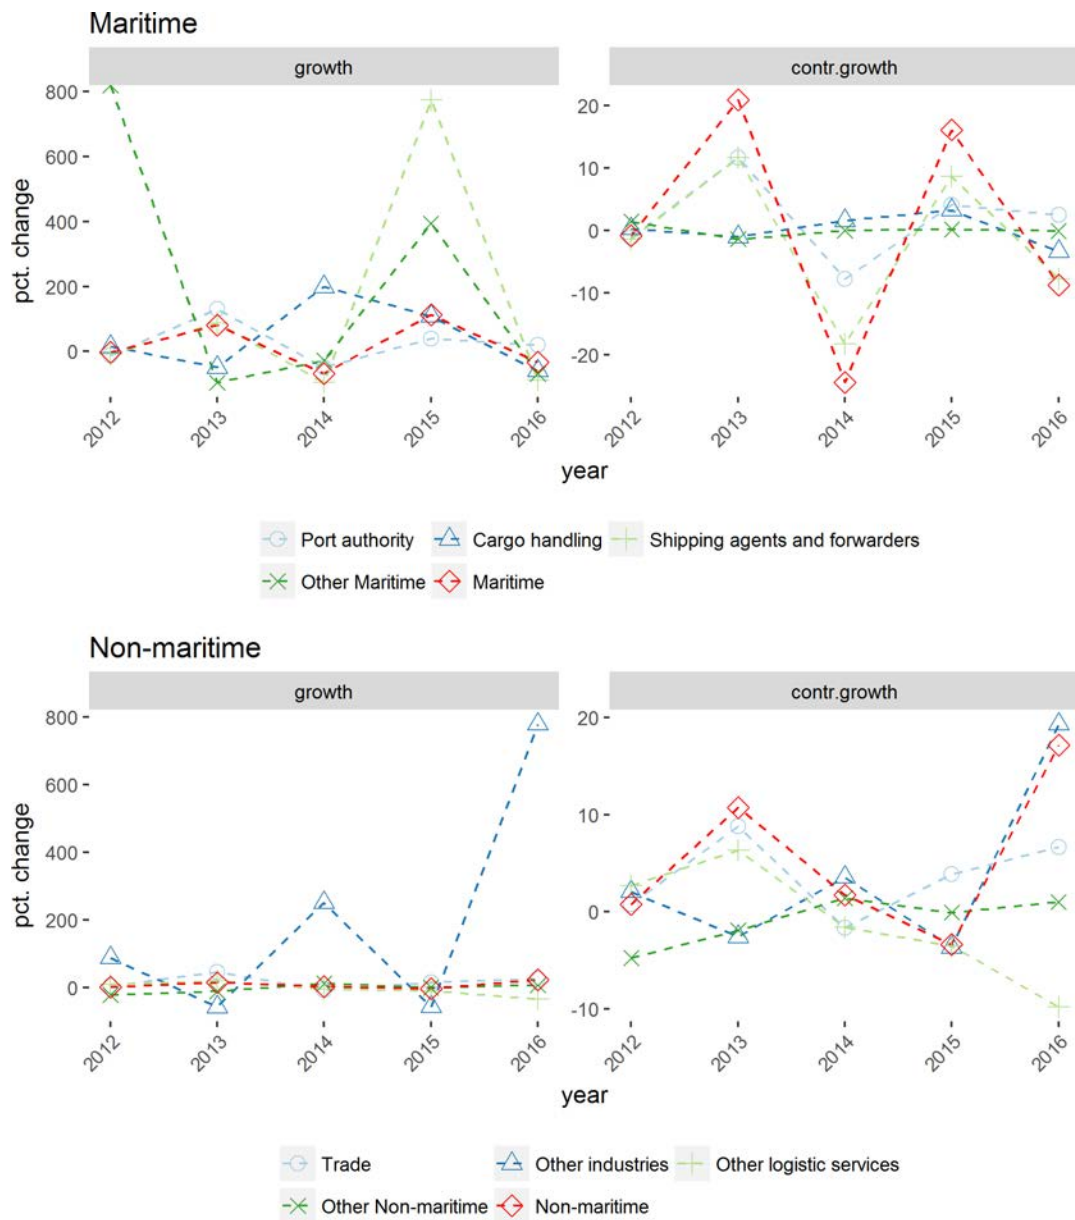 Maritime
growth
contr.growth
pct. change
800
600
400
200
0
20
10
0
-10
-20
2012
2013
2014
2015
2016
2012
2013
2014
2015
2016
year
Port authority
Cargo handling
Shipping agents and forwarders
Other Maritime
Maritime
Non-maritime
growth
contr.growth
pct. change
800
600
400
200
0
20
10
0
-10
2012
2013
2014
2015
2016
2012
2013
2014
2015
2016
year
Trade
Other industries
Other logistic services
Other Non-maritime
Non-maritime